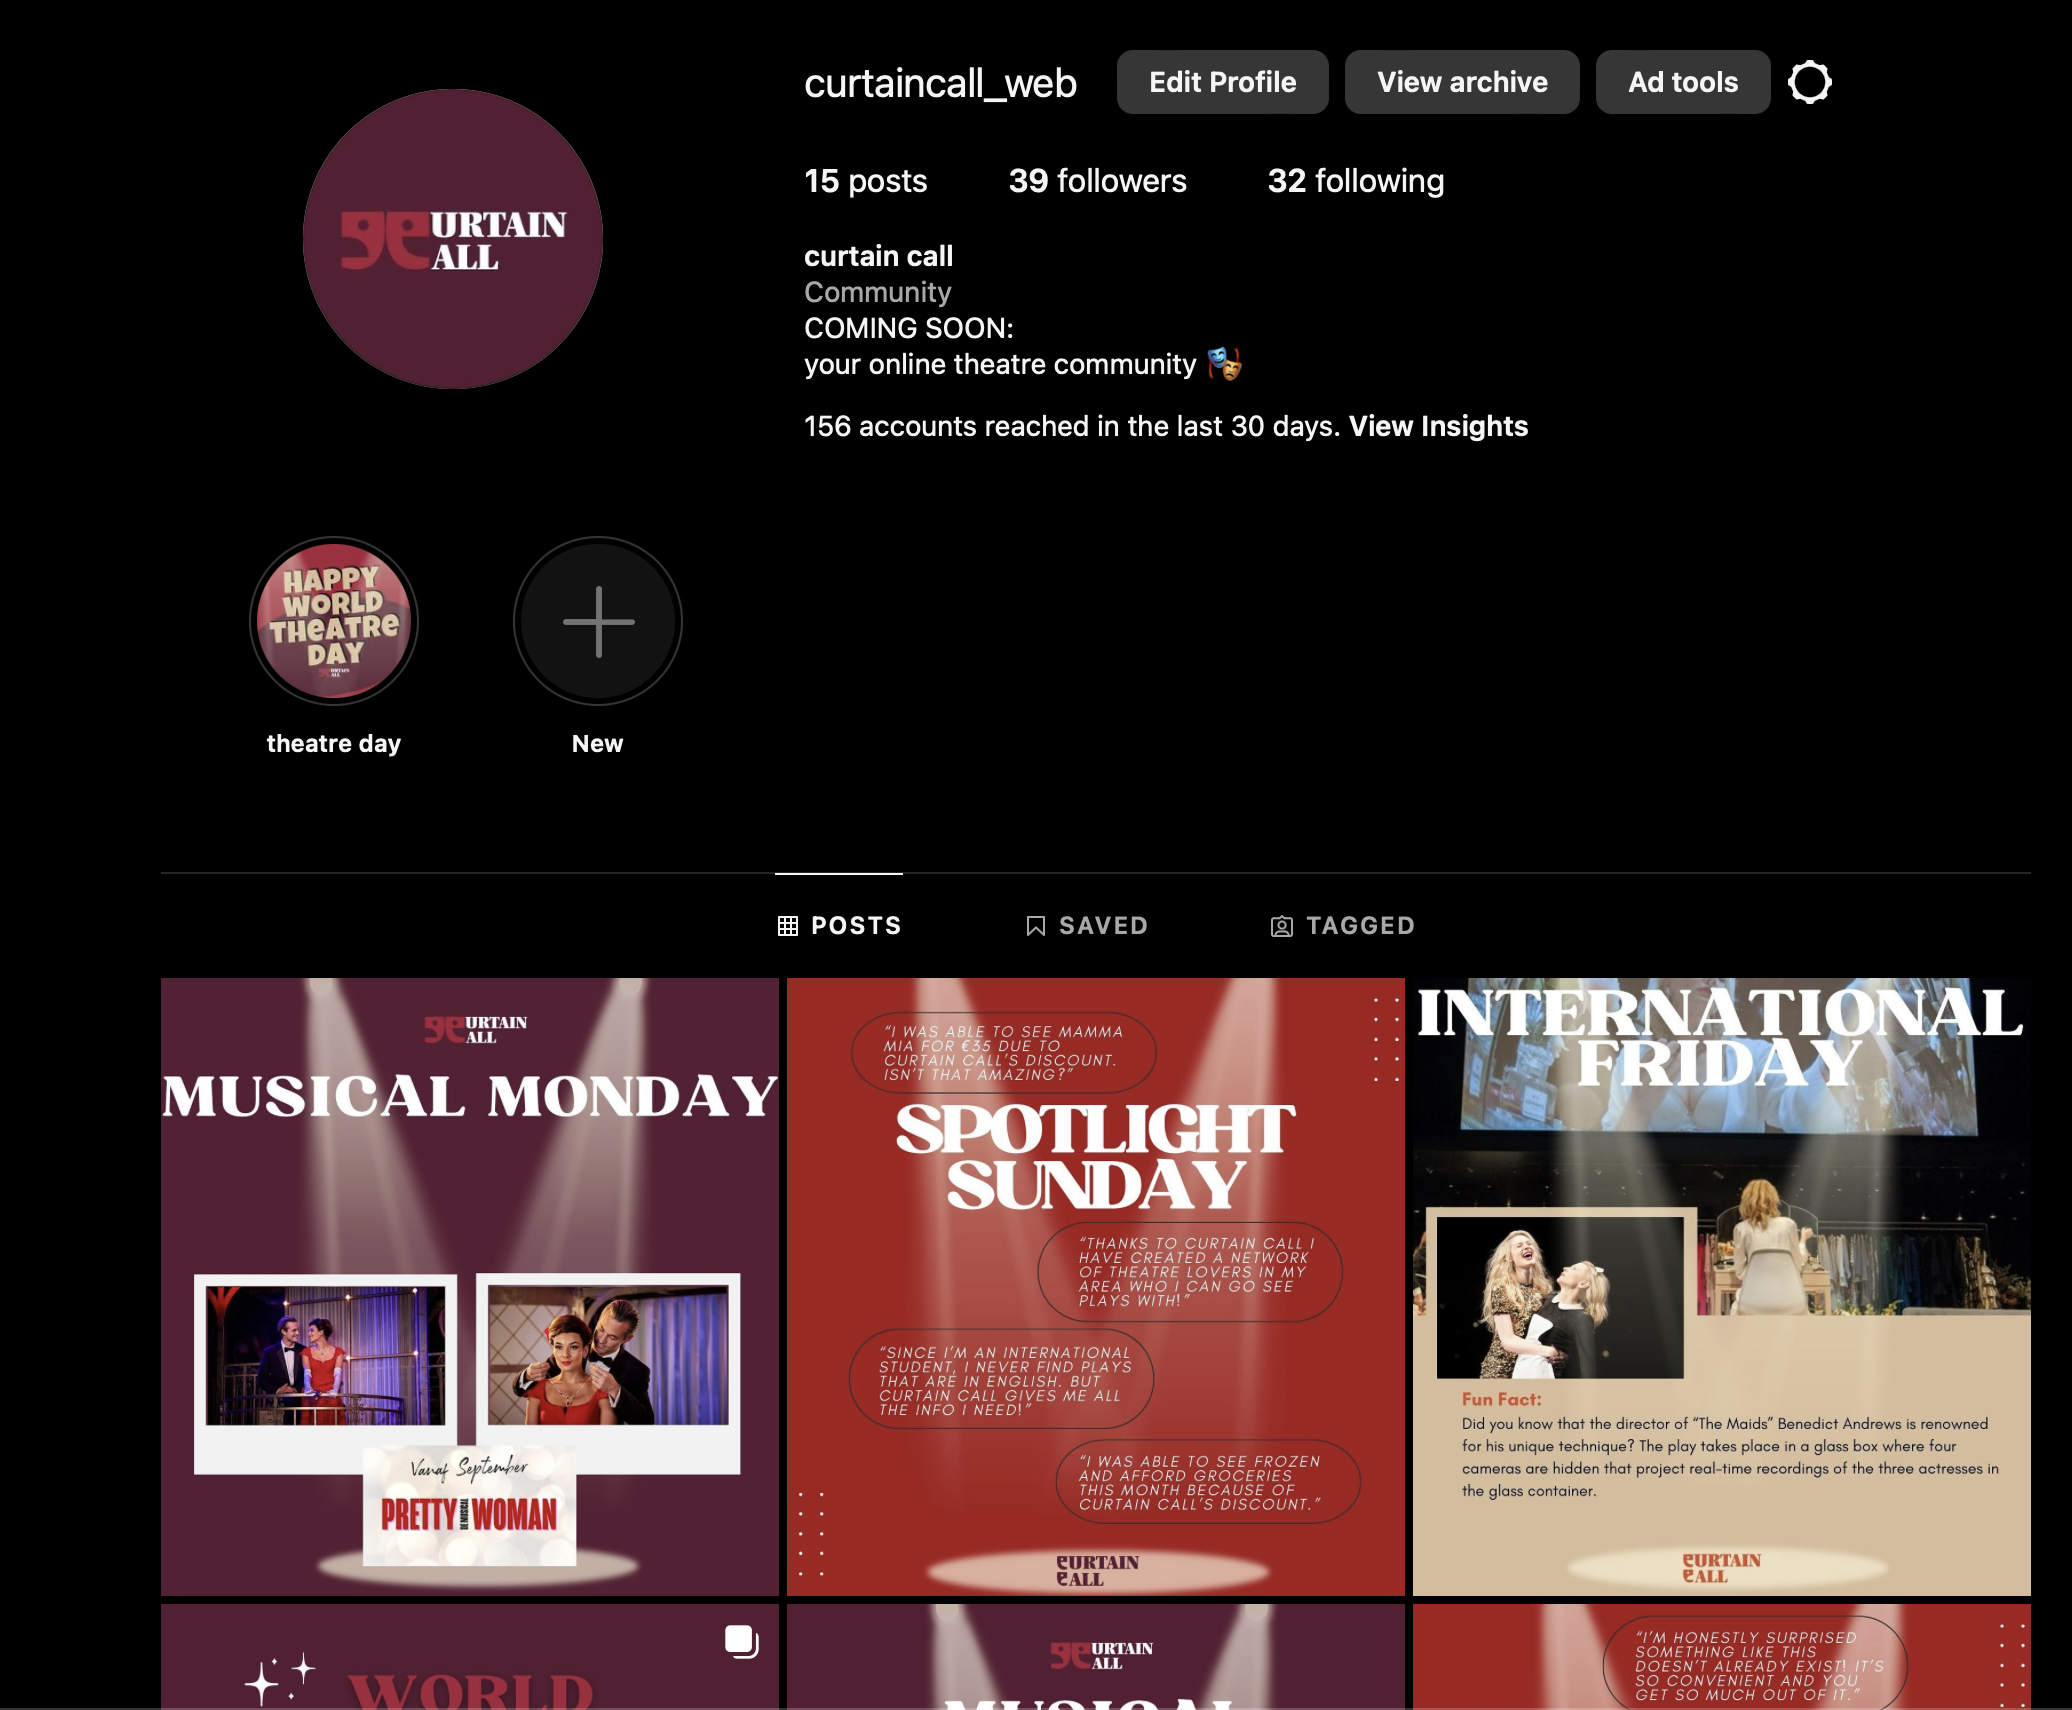 curtaincall_web
Edit Profile
View archive
Ad tools
15 posts
39 followers
32 following
curtain call
Community
COMING SOON:
your online theatre community 🎭
156 accounts reached in the last 30 days. View Insights
CURTAIN
CALL
HAPPY
WORLD
THEATRE
DAY
URTAIN
ALL
theatre day
New
POSTS
SAVED
TAGGED
CURTAIN
CALL
MUSICAL MONDAY
Vanaf September
PRETTY DE MUSICAL WOMAN
"I WAS ABLE TO SEE MAMMA
MIA FOR €35 DUE TO
CURTAIN CALL'S DISCOUNT.
ISN'T THAT AMAZING?"
SPOTLIGHT
SUNDAY
"THANKS TO CURTAIN CALL I
HAVE CREATED A NETWORK
OF THEATRE LOVERS IN MY
AREA WHO I CAN GO SEE
PLAYS WITH!"
"SINCE I'M AN INTERNATIONAL
STUDENT, I NEVER FIND PLAYS
THAT ARE IN ENGLISH. BUT
CURTAIN CALL GIVES ME ALL
THE INFO I NEED!"
"I WAS ABLE TO SEE FROZEN
AND AFFORD GROCERIES
THIS MONTH BECAUSE OF
CURTAIN CALL'S DISCOUNT."
CURTAIN
CALL
INTERNATIONAL
FRIDAY
Fun Fact:
Did you know that the director of "The Maids" Benedict Andrews is renowned
for his unique technique? The play takes place in a glass box where four
cameras are hidden that project real-time recordings of the three actresses in
the glass container.
CURTAIN
CALL
WORLD
CURTAIN
CALL
MUSICAL
"I'M HONESTLY SURPRISED
SOMETHING LIKE THIS
DOESN'T ALREADY EXIST! IT'S
SO CONVENIENT AND YOU
GET SO MUCH OUT OF IT."